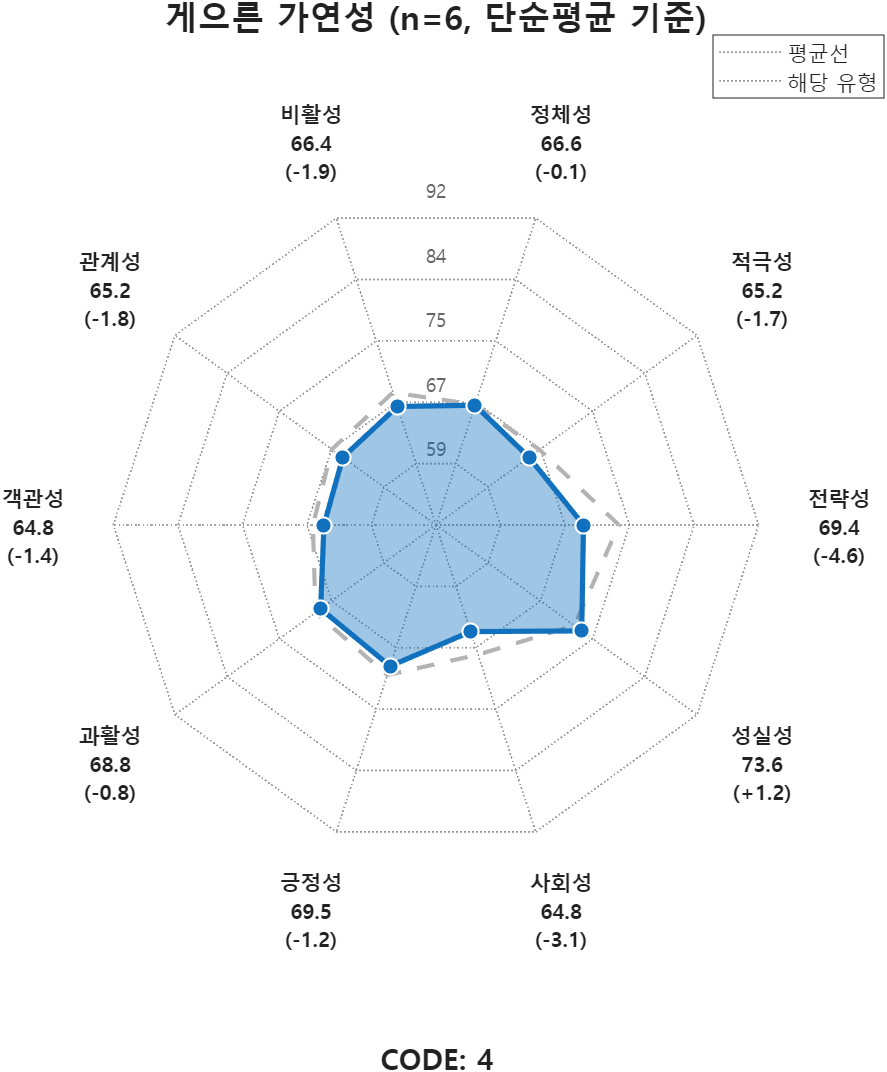 게으른 가연성 (n=6, 단순평균 기준)
평균선
해당 유형
비활성
66.4
(-1.9)
정체성
66.6
(-0.1)
92
84
75
67
59
관계성
65.2
(-1.8)
적극성
65.2
(-1.7)
객관성
64.8
(-1.4)
전략성
69.4
(-4.6)
과활성
68.8
(-0.8)
성실성
73.6
(+1.2)
긍정성
69.5
(-1.2)
사회성
64.8
(-3.1)
CODE: 4